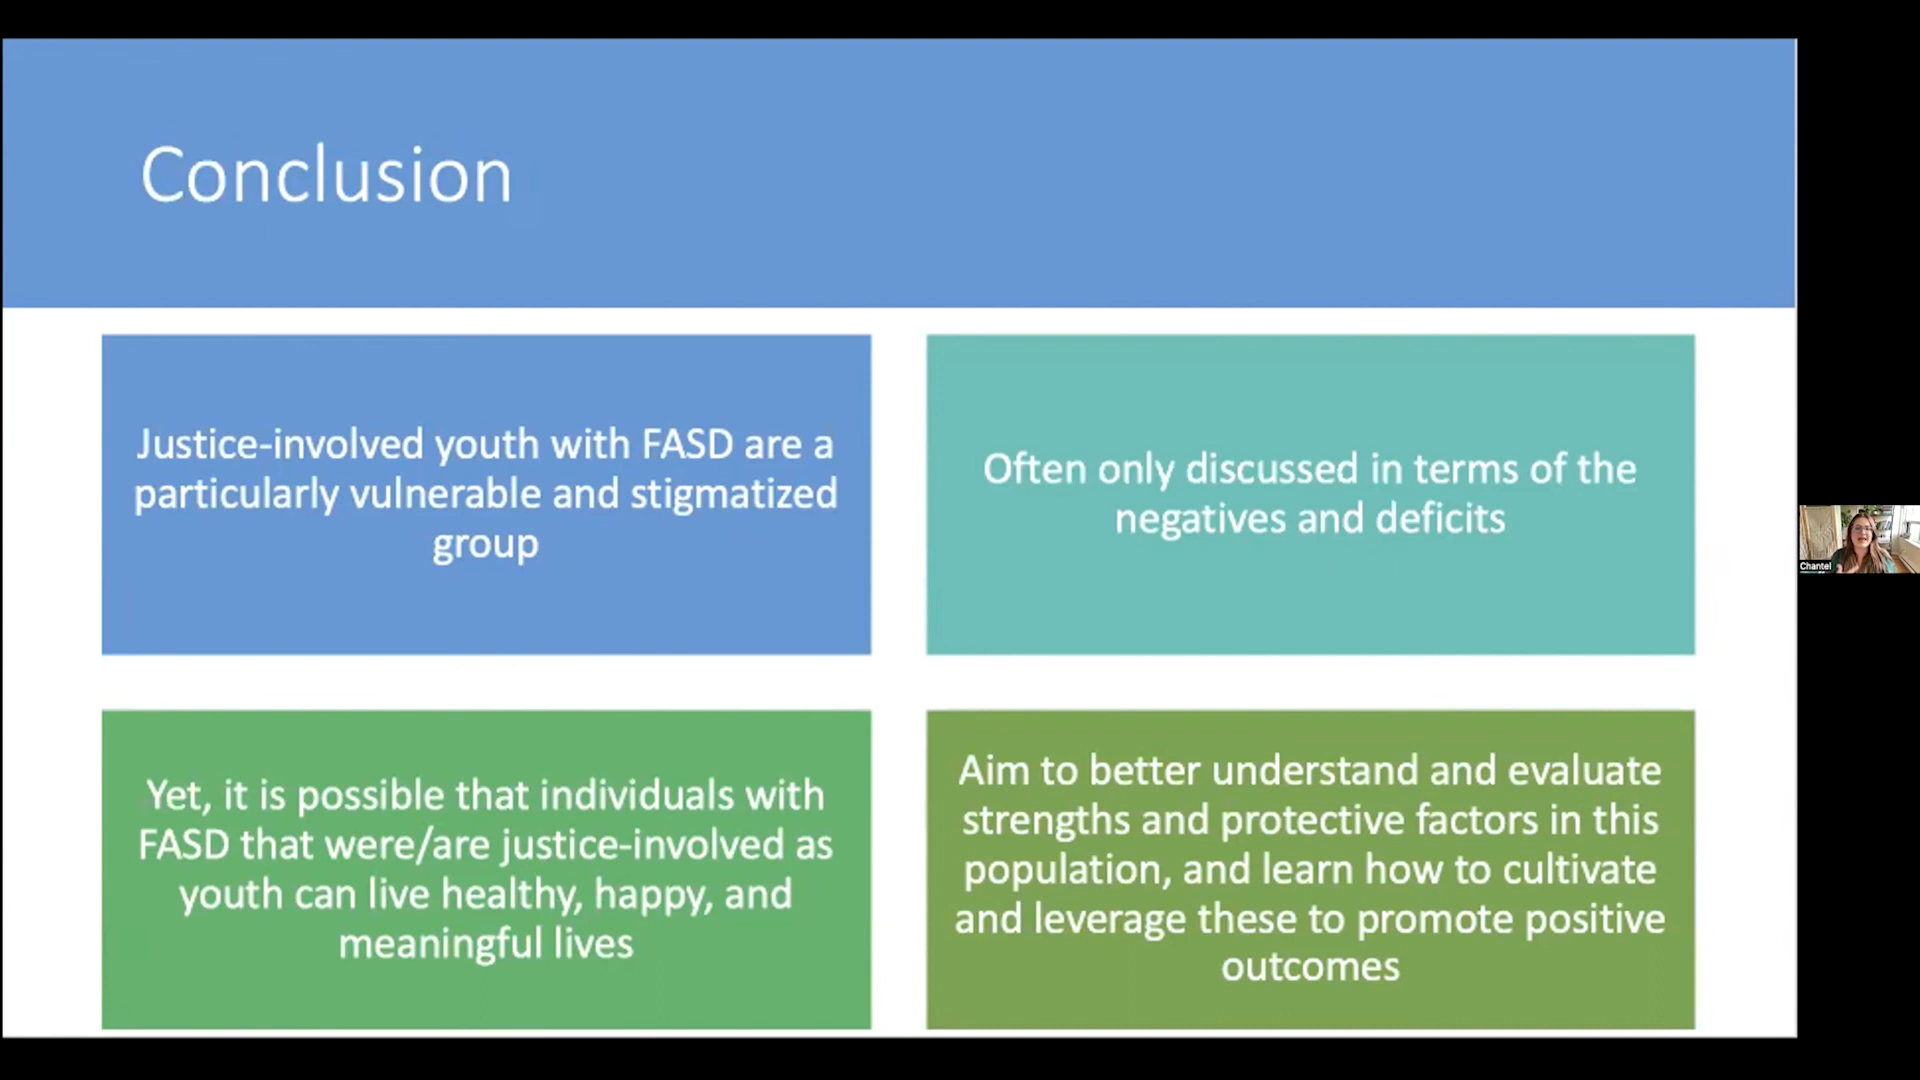 Conclusion
Justice-involved youth with FASD are a
particularly vulnerable and stigmatized
group
Often only discussed in terms of the
negatives and deficits
Yet, it is possible that individuals with
FASD that were/are justice-involved as
youth can live healthy, happy, and
meaningful lives
Aim to better understand and evaluate
strengths and protective factors in this
population, and learn how to cultivate
and leverage these to promote positive
outcomes
Chantel